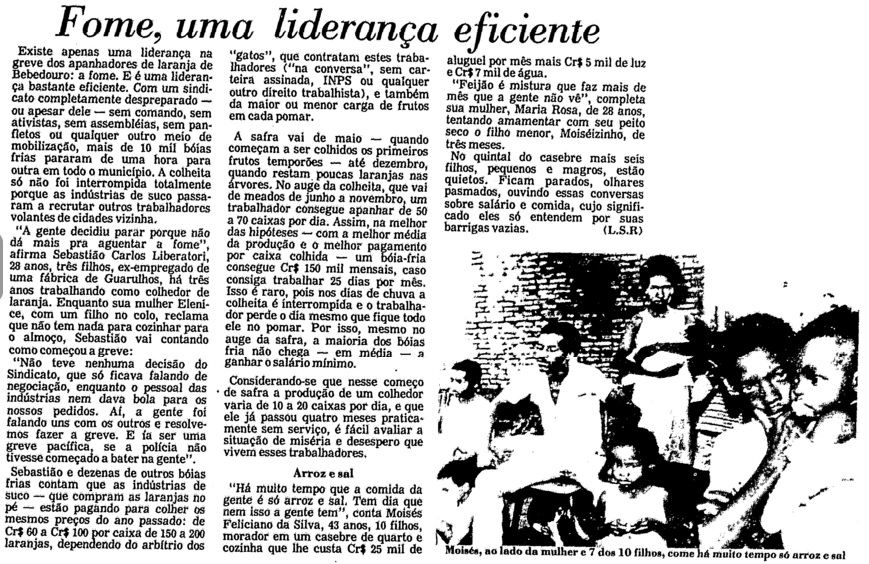 Fome, uma liderança eficiente
Existe apenas uma liderança na
greve dos apanhadores de laranja de
Bebedouro: a fome. E é uma lideran-
ça bastante eficiente. Com um sindi-
cato completamente despreparado —
ou apesar dele — sem comando, sem
ativistas, sem assembléias, sem pan-
fletos ou qualquer outro meio de
mobilização, mais de 10 mil bóias
frias pararam de uma hora para
outra em todo o município. A colheita
só não foi interrompida totalmente
porque as indústrias de suco passa-
ram a recrutar outros trabalhadores
volantes de cidades vizinha.
"A gente decidiu parar porque não
dá mais pra aguentar a fome",
afirma Sebastião Carlos Liberatori,
28 anos, três filhos, ex-empregado de
uma fábrica de Guarulhos, há três
anos trabalhando como colhedor de
laranja. Enquanto sua mulher Eleni-
ce, com um filho no colo, reclama
que não tem nada para cozinhar para
o almoço, Sebastião vai contando
como começou a greve:
"Não teve nenhuma decisão do
Sindicato, que só ficava falando de
negociação, enquanto o pessoal das
indústrias nem dava bola para os
nossos pedidos. Aí, a gente foi
falando uns com os outros e resolve-
mos fazer a greve. E ía ser uma
greve pacífica, se a polícia não
tivesse começado a bater na gente".
Sebastião e dezenas de outros bóias
frias contam que as indústrias de
suco — que compram as laranjas no
pé — estão pagando para colher os
mesmos preços do ano passado: de
Cr$ 60 a Cr$ 100 por caixa de 150 a 200
laranjas, dependendo do arbítrio dos
"gatos", que contratam estes traba-
lhadores ("na conversa", sem car-
teira assinada, INPS ou qualquer
outro direito trabalhista), e também
da maior ou menor carga de frutos
em cada pomar.
A safra vai de maio — quando
começam a ser colhidos os primeiros
frutos temporões — até dezembro,
quando restam poucas laranjas nas
árvores. No auge da colheita, que vai
de meados de junho a novembro, um
trabalhador consegue apanhar de 50
a 70 caixas por dia. Assim, na melhor
das hipóteses — com a melhor média
da produção e o melhor pagamento
por caixa colhida — um bóia-fria
consegue Cr$ 150 mil mensais, caso
consiga trabalhar 25 dias por mês.
Isso é raro, pois nos dias de chuva a
colheita é interrompida e o trabalha-
dor perde o dia mesmo que fique todo
ele no pomar. Por isso, mesmo no
auge da safra, a maioria dos bóias
fria não chega — em média — a
ganhar o salário mínimo.
Considerando-se que nesse começo
de safra a produção de um colhedor
varia de 10 a 20 caixas por dia, e que
ele já passou quatro meses pratica-
mente sem serviço, é fácil avaliar a
situação de miséria e desespero que
vivem esses trabalhadores.
Arroz e sal
"Há muito tempo que a comida da
gente é só arroz e sal. Tem dia que
nem isso a gente tem", conta Moisés
Feliciano da Silva, 43 anos, 10 filhos,
morador em um casebre de quarto e
cozinha que lhe custa Cr$ 25 mil de
aluguel por mês mais Cr$ 5 mil de luz
e Cr$ 7 mil de água.
"Feijão é mistura que faz mais de
mês que a gente não vê", completa
sua mulher, Maria Rosa, de 28 anos,
tentando amamentar com seu peito
seco o filho menor, Moiséizinho, de
três meses.
No quintal do casebre mais seis
filhos, pequenos e magros, estão
quietos. Ficam parados, olhares
pasmados, ouvindo essas conversas
sobre salário e comida, cujo signifi-
cado eles só entendem por suas
barrigas vazias. (L.S.R)
Moisés, ao lado da mulher e 7 dos 10 filhos, come há muito tempo só arroz e sal